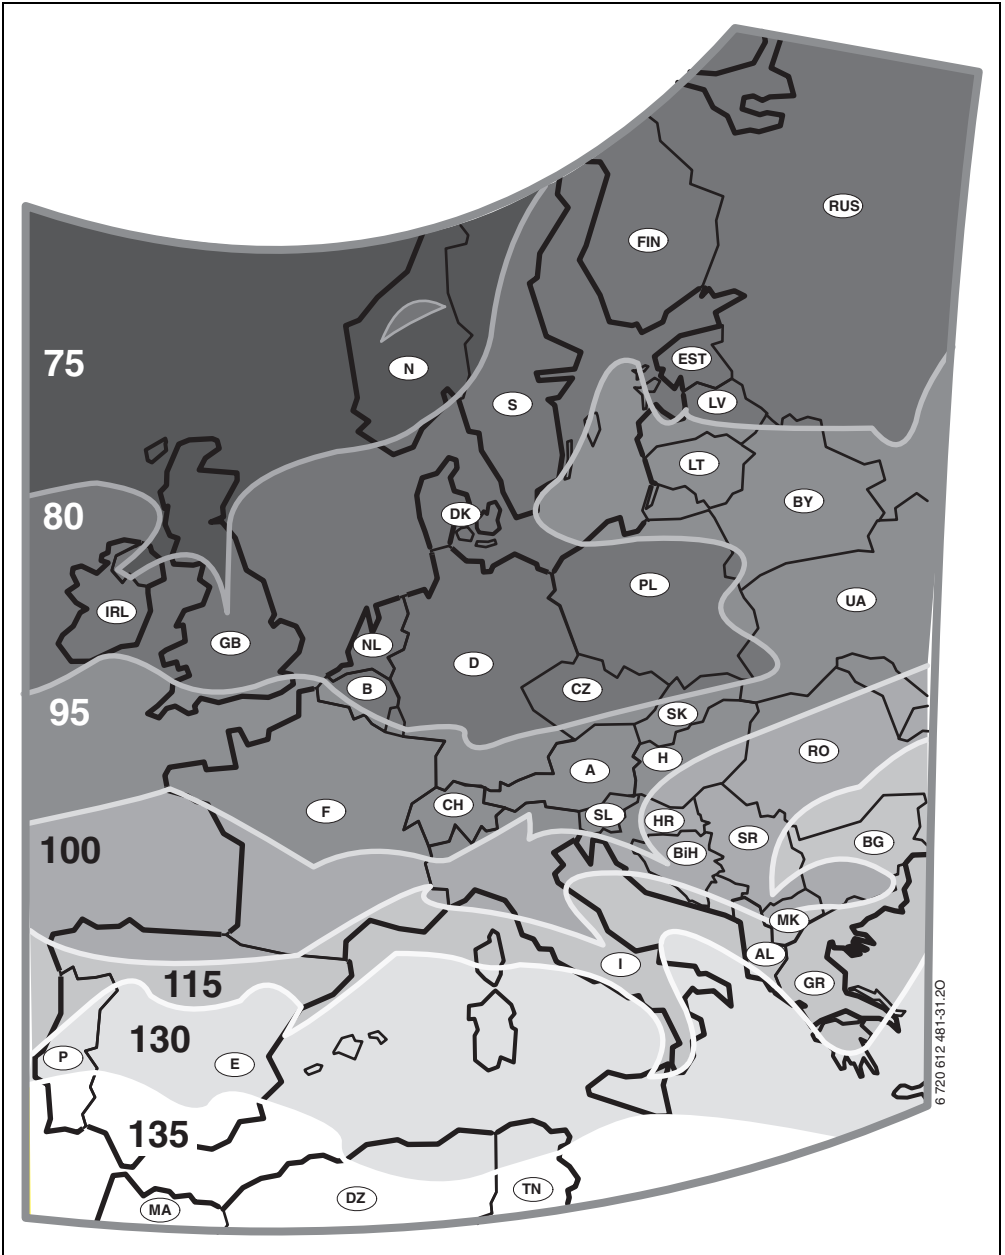 RUS
FIN
75
EST
N
LV
S
LT
80
BY
DK
PL
UA
IRL
GB
NL
D
B
CZ
95
SK
RO
H
A
CH
F
SL
HR
SR
BG
100
BiH
MK
AL
I
115
GR
130
P
E
135
TN
DZ
MA
6 720 612 481-31.2O